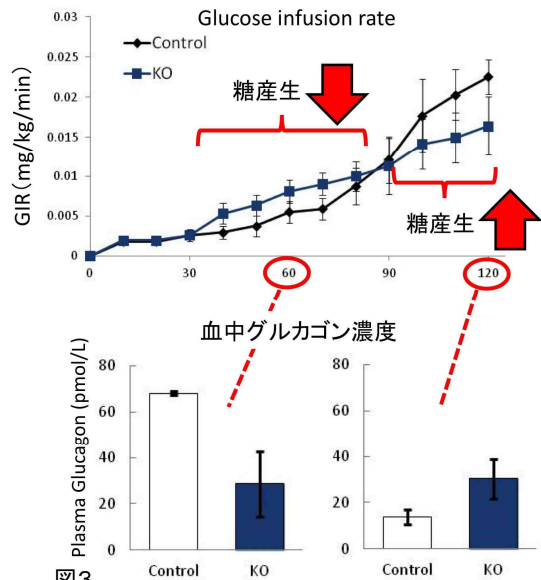 Glucose infusion rate
0.03
0.025
0.02
0.015
0.01
0.005
0
GIR(mg/kg/min)
Control
KO
糖産生
糖産生
0 30 60 90 120
血中グルカゴン濃度
Plasma Glucagon (pmol/L)
80
60
40
20
0
Control KO
80
60
40
20
0
Control KO
図3